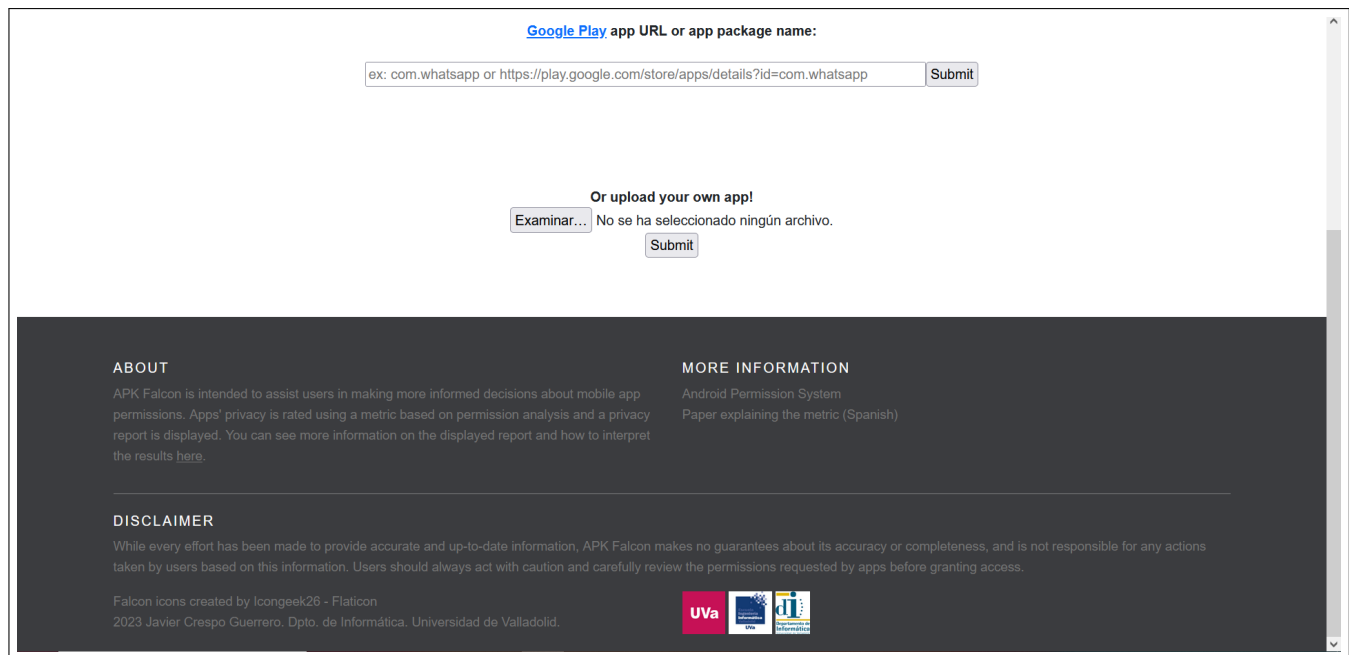 Google Play app URL or app package name:
ex: com.whatsapp or https://play.google.com/store/apps/details?id=com.whatsapp Submit
Or upload your own app!
Examinar... No se ha seleccionado ningún archivo.
Submit
ABOUT
APK Falcon is intended to assist users in making more informed decisions about mobile app
permissions. Apps' privacy is rated using a metric based on permission analysis and a privacy
report is displayed. You can see more information on the displayed report and how to interpret
the results here.
MORE INFORMATION
Android Permission System
Paper explaining the metric (Spanish)
DISCLAIMER
While every effort has been made to provide accurate and up-to-date information, APK Falcon makes no guarantees about its accuracy or completeness, and is not responsible for any actions
taken by users based on this information. Users should always act with caution and carefully review the permissions requested by apps before granting access.
Falcon icons created by Icongeek26 - Flaticon
2023 Javier Crespo Guerrero. Dpto. de Informática. Universidad de Valladolid.
UVa
Informática
UVa
di
Departamento de
Informática